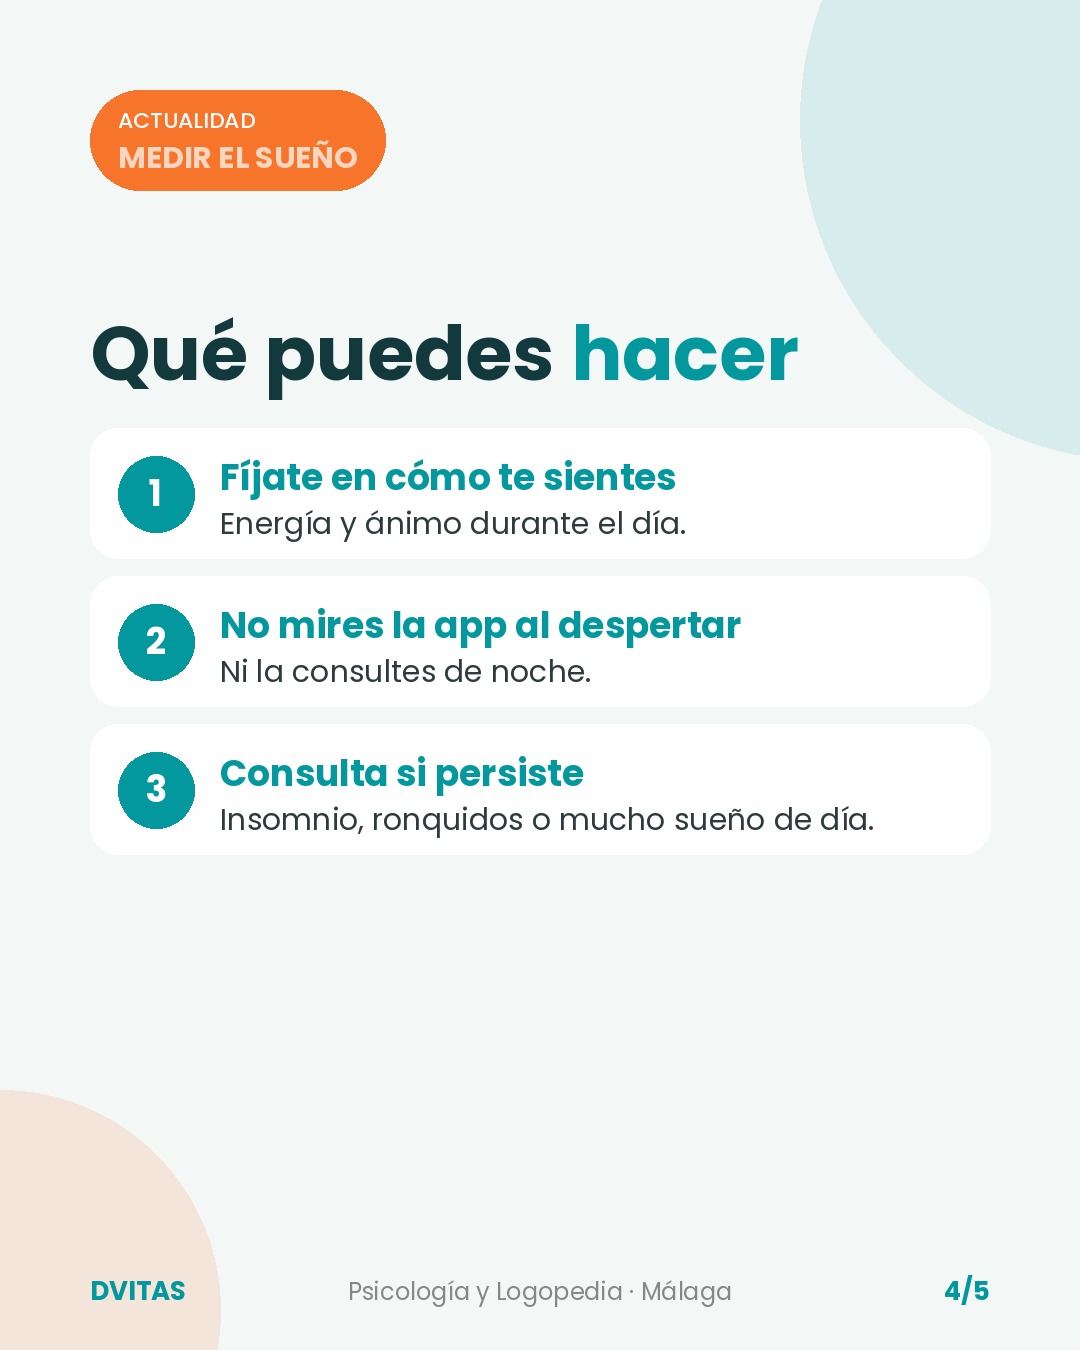 ACTUALIDAD
MEDIR EL SUEÑO
Qué puedes hacer
1
Fíjate en cómo te sientes
Energía y ánimo durante el día.
2
No mires la app al despertar
Ni la consultes de noche.
3
Consulta si persiste
Insomnio, ronquidos o mucho sueño de día.
DVITAS
Psicología y Logopedia · Málaga
4/5